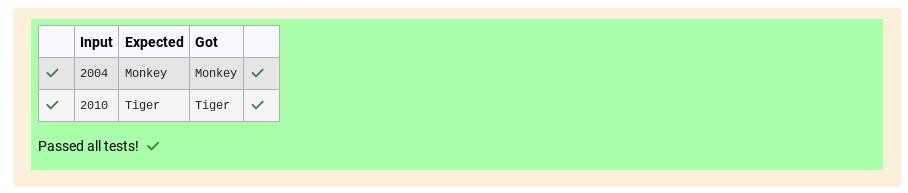 Input Expected Got
2004 Monkey Monkey
2010 Tiger Tiger
Passed all tests!